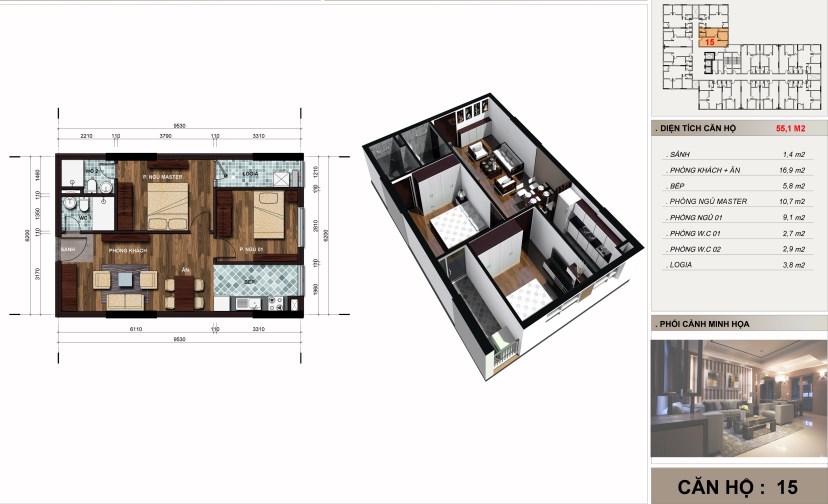 15
9530
2210 110 3790 110 3310
WC 2
P. NGỦ MASTER
LOGIA
WC 1
SẢNH
PHÒNG KHÁCH
P. NGỦ 01
ĂN
BẾP
6200
1460
110
1350
110
3170
1210
110
2810
110
1960
6200
6110 110 3310
9530
. DIỆN TÍCH CĂN HỘ 55,1 M2
. SẢNH 1,4 m2
. PHÒNG KHÁCH + ĂN 16,9 m2
. BẾP 5,8 m2
. PHÒNG NGỦ MASTER 10,7 m2
. PHÒNG NGỦ 01 9,1 m2
. PHÒNG W.C 01 2,7 m2
. PHÒNG W.C 02 2,9 m2
. LOGIA 3,8 m2
. PHỐI CẢNH MINH HỌA
CĂN HỘ : 15